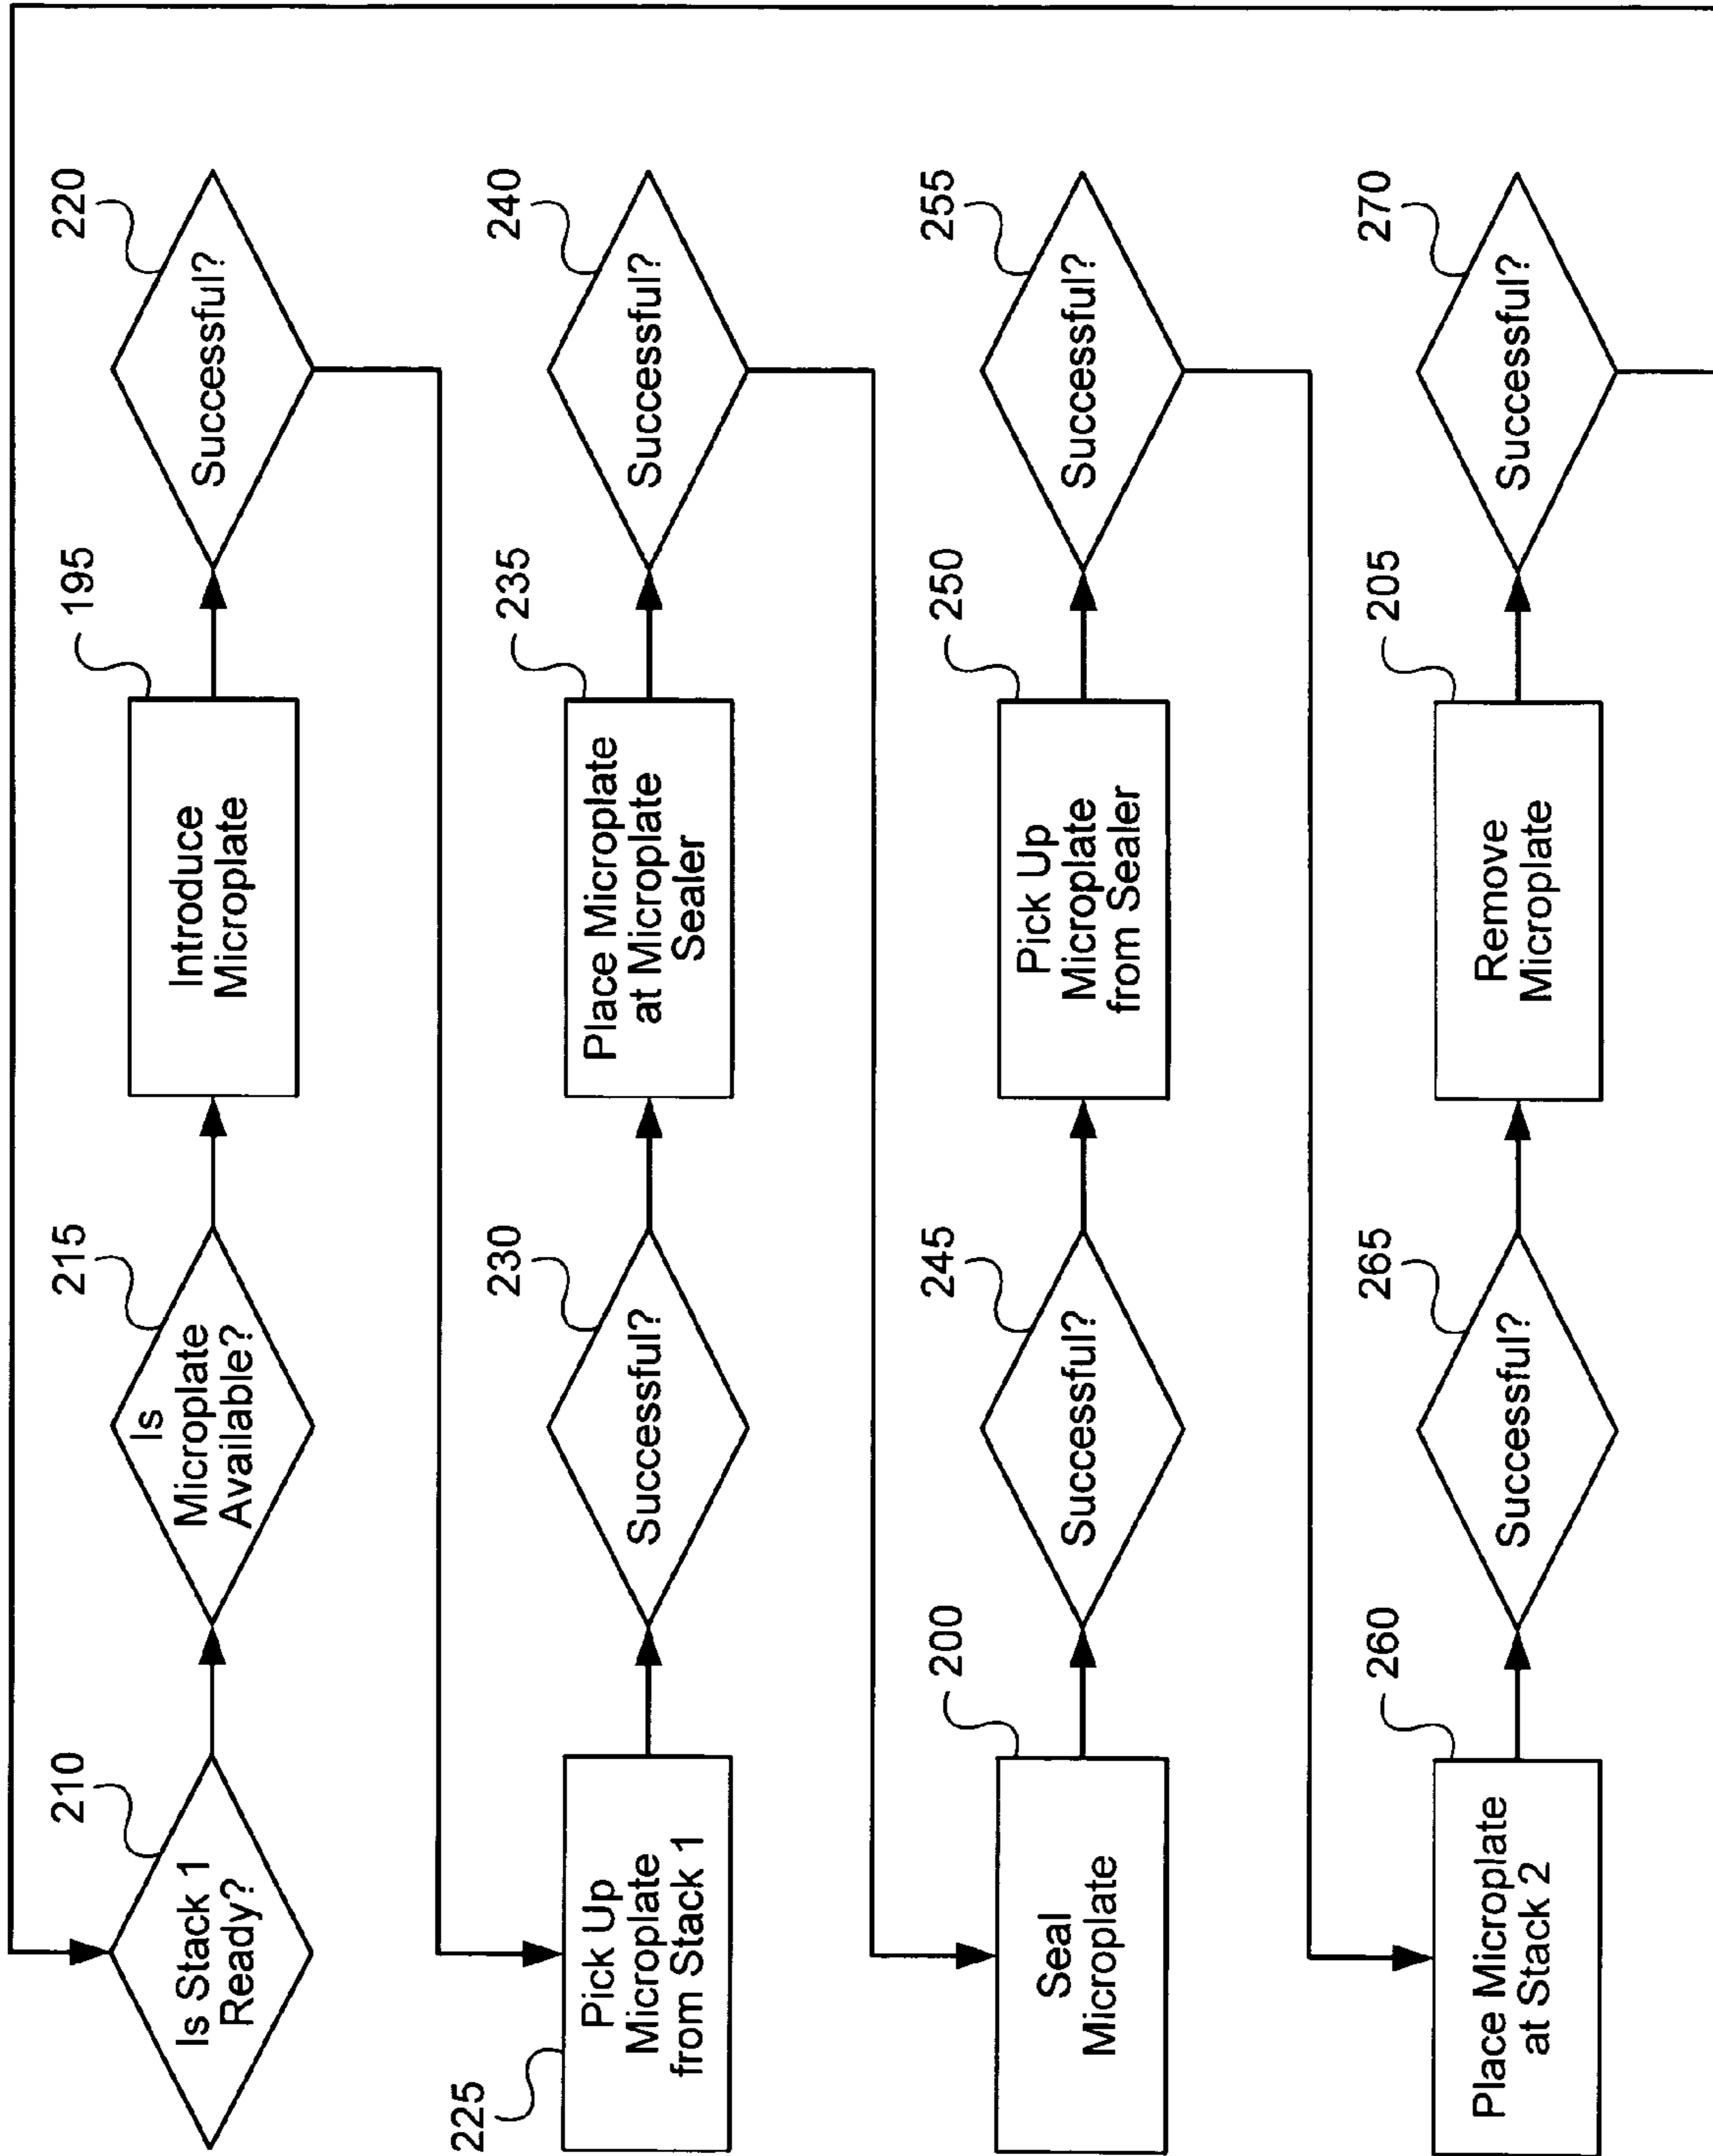 210
Is Stack 1
Ready?
215
Is
Microplate
Available?
195
Introduce
Microplate
220
Successful?
225
Pick Up
Microplate
from Stack 1
230
Successful?
235
Place Microplate
at Microplate
Sealer
240
Successful?
200
Seal
Microplate
245
Successful?
250
Pick Up
Microplate
from Sealer
255
Successful?
260
Place Microplate
at Stack 2
265
Successful?
205
Remove
Microplate
270
Successful?